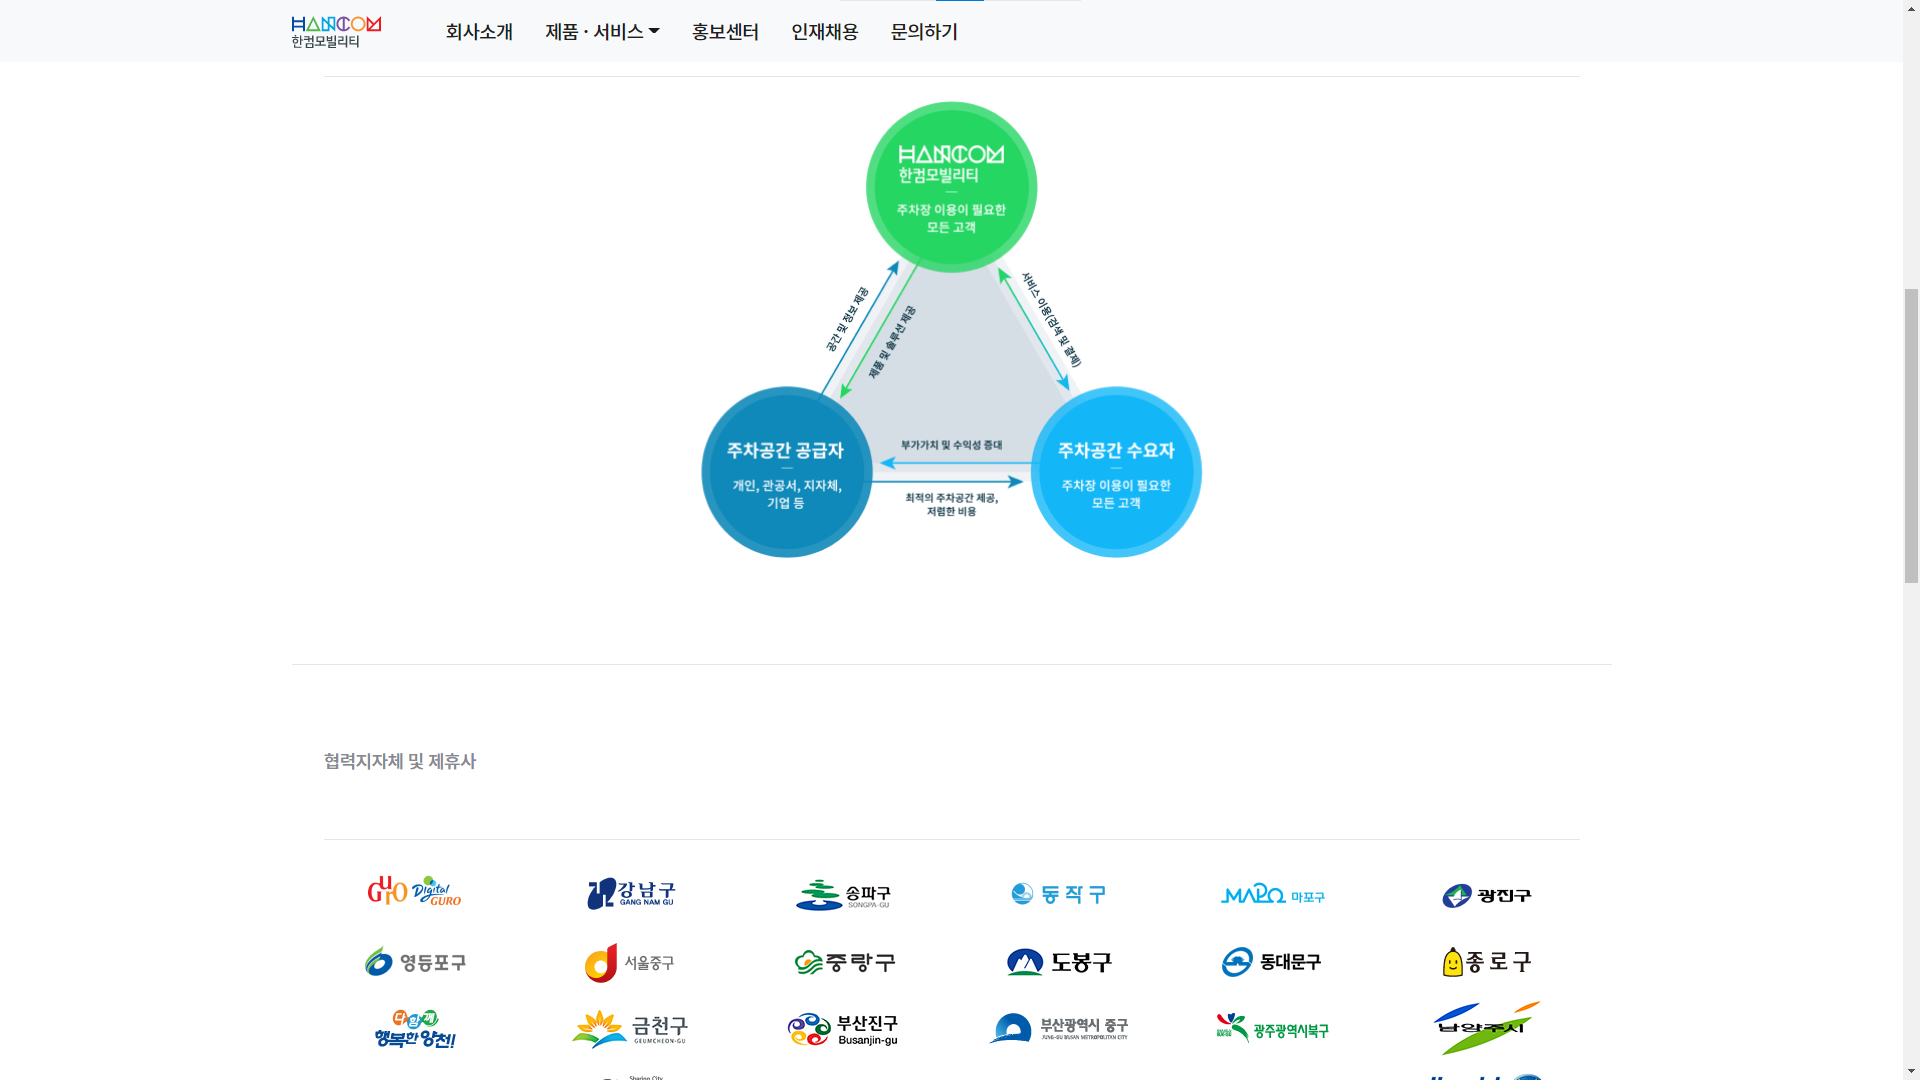 HANCOM
한컴모빌리티
회사소개
제품 · 서비스
홍보센터
인재채용
문의하기
HANCOM
한컴모빌리티
주차장 이용이 필요한
모든 고객
공간 및 정보 제공
제품 및 솔루션 제공
서비스 이용(검색 및 결제)
주차공간 공급자
개인, 관공서, 지자체,
기업 등
부가가치 및 수익성 증대
최적의 주차공간 제공,
저렴한 비용
주차공간 수요자
주차장 이용이 필요한
모든 고객
협력지자체 및 제휴사
GUrO Digital GURO
강남구
GANG NAM GU
송파구
SONGPA-GU
동작구
MAPO 마포구
광진구
영등포구
서울중구
중랑구
도봉구
동대문구
종로구
다함께
행복한 양천!
금천구
GEUMCHEON-GU
부산진구
Busanjin-gu
부산광역시 중구
JUNG-GU BUSAN METROPOLITAN CITY
광주광역시북구
남양주시
Sharing City